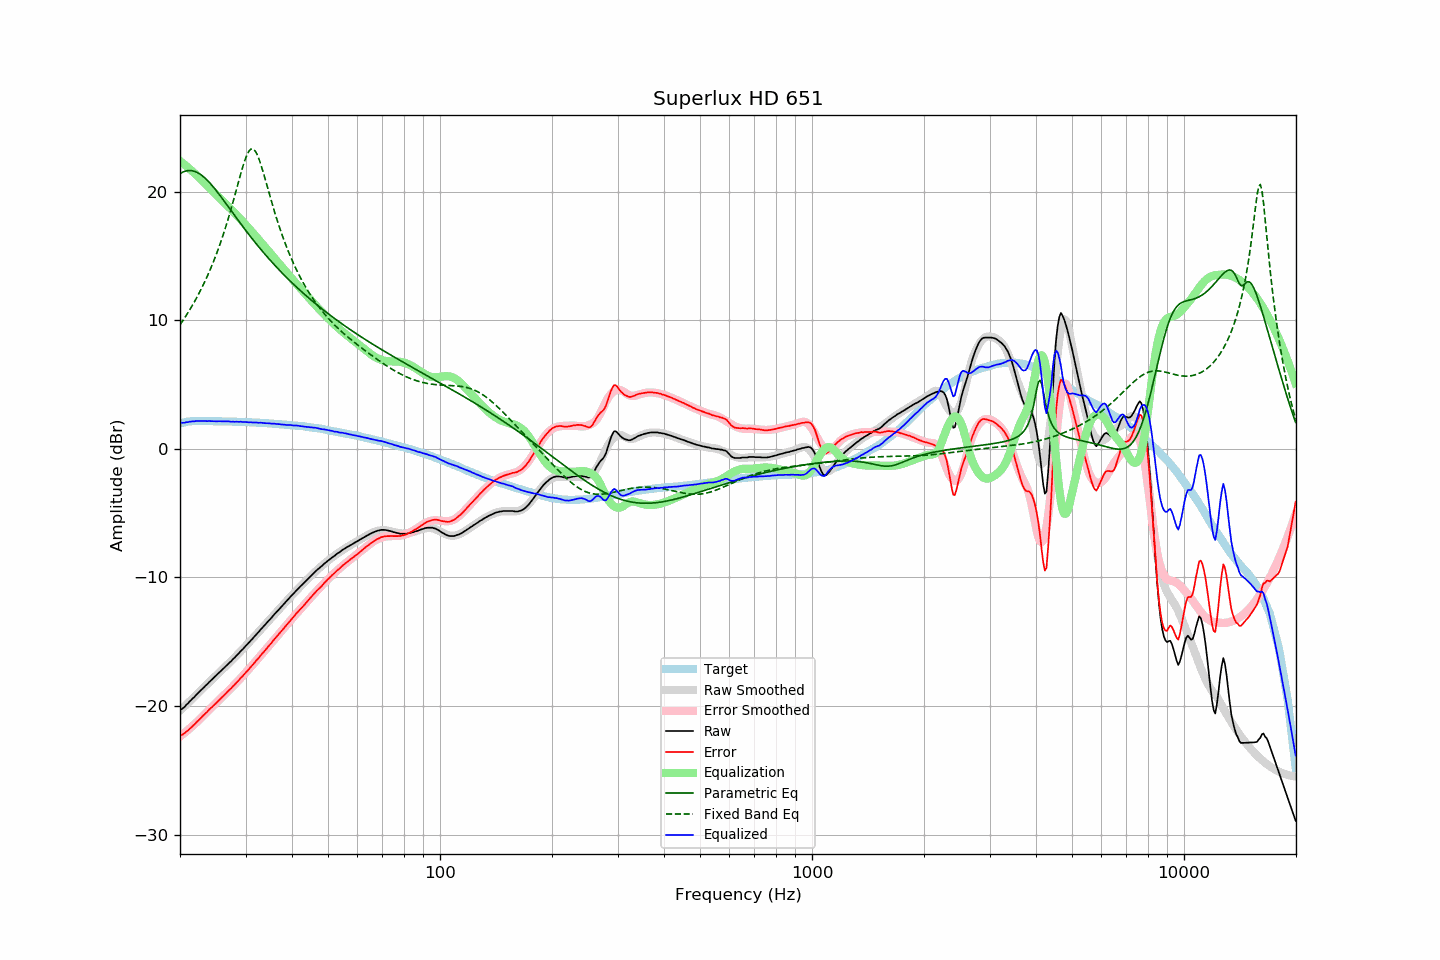 Superlux HD 651
Amplitude (dBr)
20
10
0
−10
−20
−30
100
1000
10000
Frequency (Hz)
Target
Raw Smoothed
Error Smoothed
Raw
Error
Equalization
Parametric Eq
Fixed Band Eq
Equalized